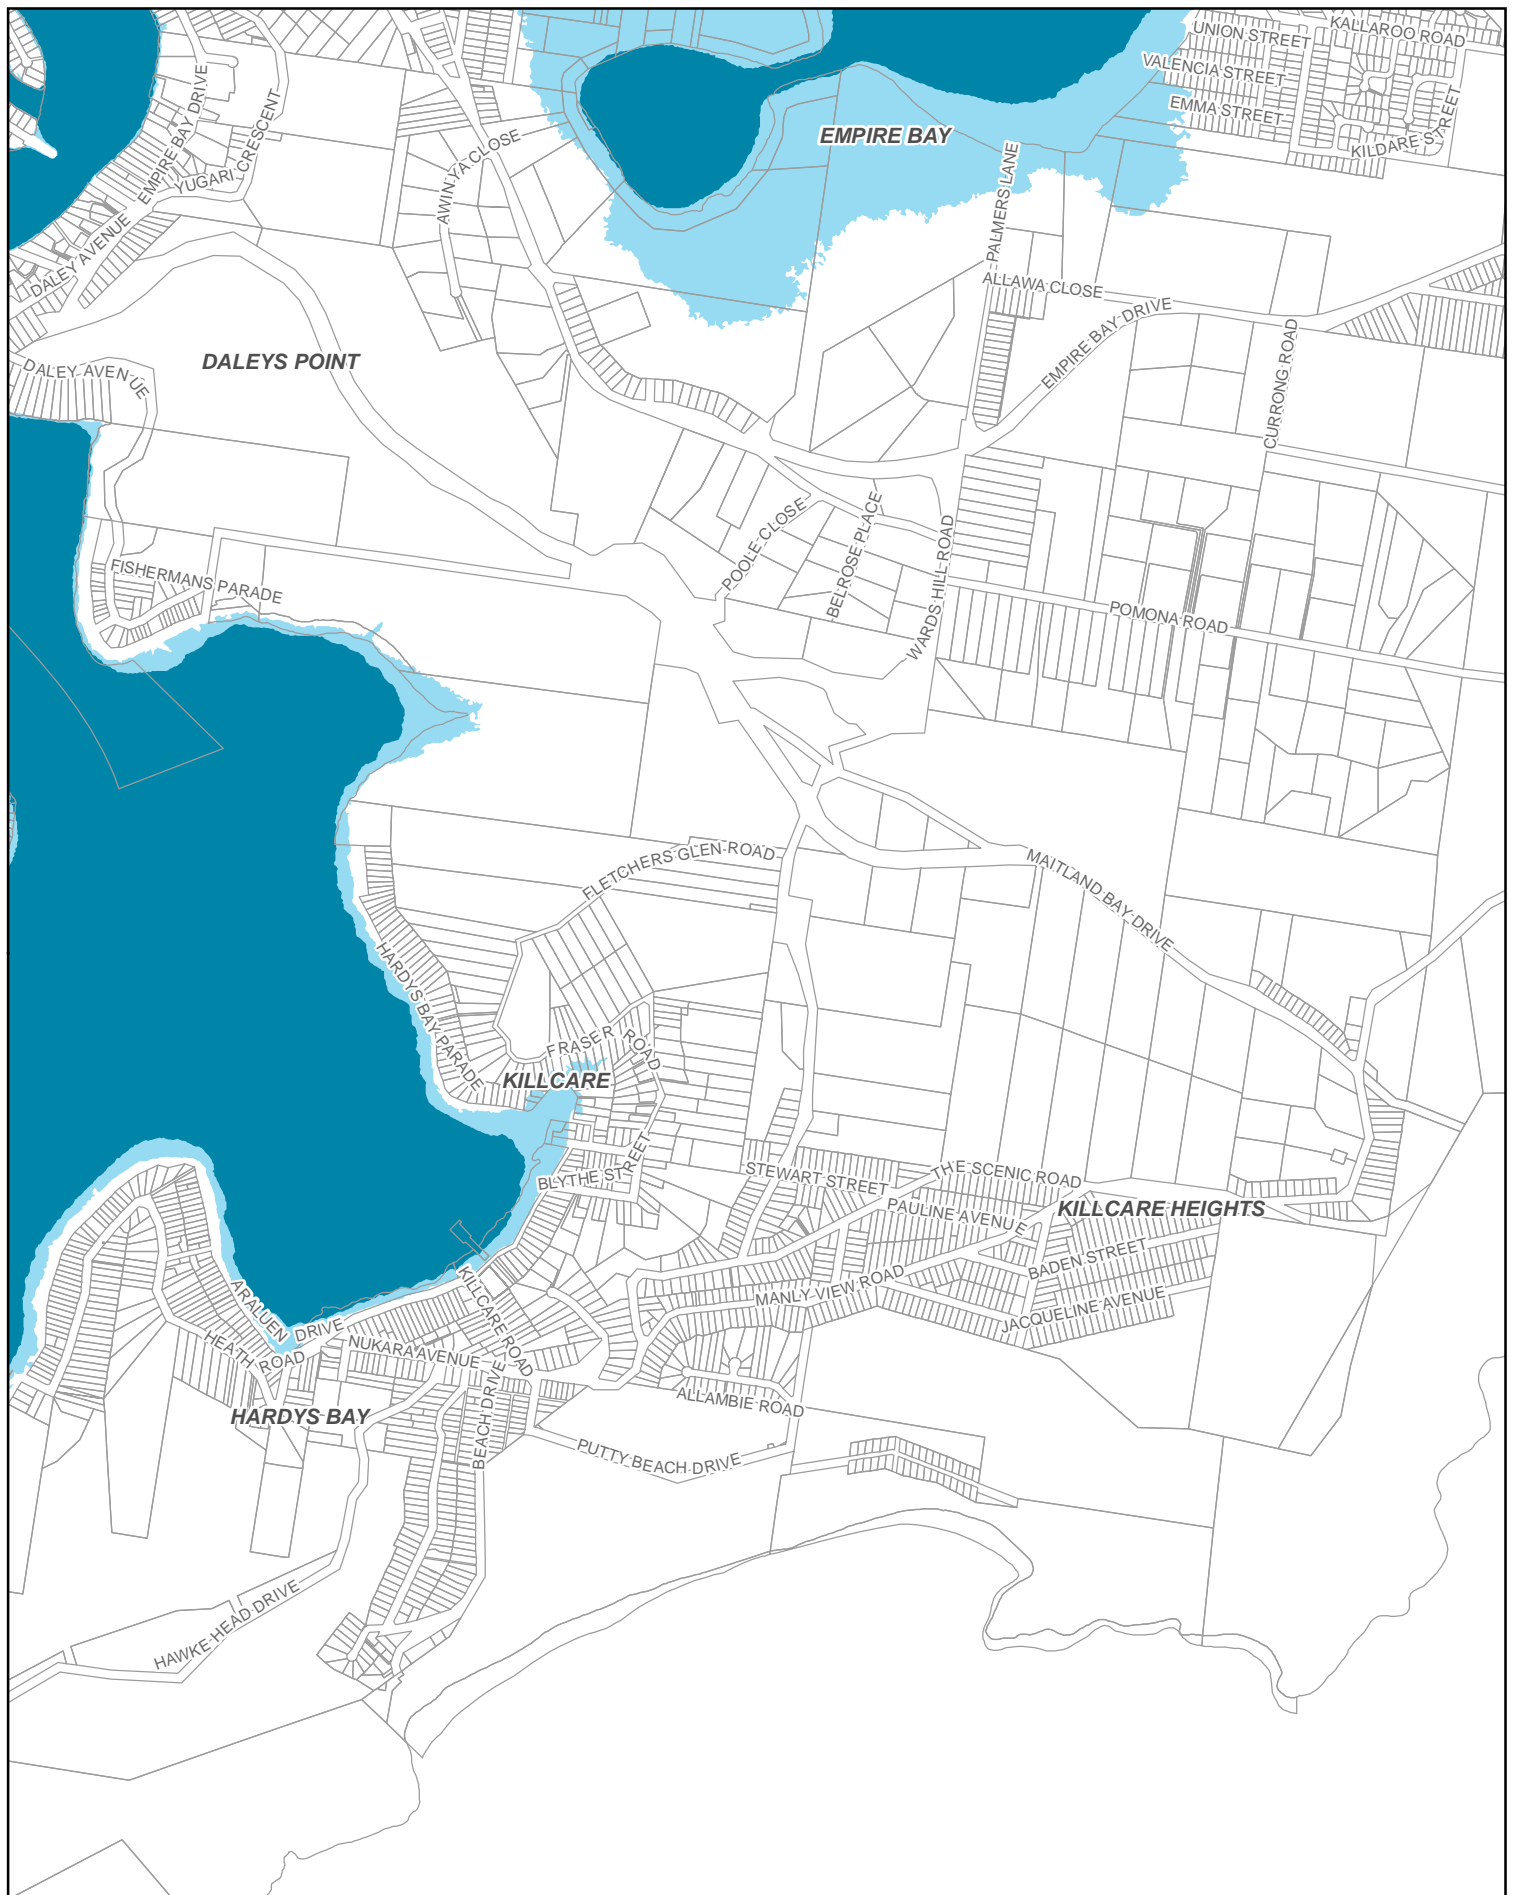 KALLAROO ROAD
UNION STREET
VALENCIA STREET
EMMA STREET
KILDARE STREET
EMPIRE BAY
EMPIRE BAY DRIVE
YUGARI CRESCENT
AWINYA CLOSE
PALMERS LANE
DALEY AVENUE
ALLAWA CLOSE
EMPIRE BAY DRIVE
CURRONG ROAD
DALEYS POINT
DALEY AVENUE
POOLE CLOSE
BELROSE PLACE
WARDS HILL ROAD
FISHERMANS PARADE
POMONA ROAD
FLETCHERS GLEN ROAD
MAITLAND BAY DRIVE
HARDYS BAY PARADE
FRASER ROAD
KILLCARE
BLYTHE STREET
STEWART STREET
THE SCENIC ROAD
PAULINE AVENUE
KILLCARE HEIGHTS
BADEN STREET
MANLY VIEW ROAD
JACQUELINE AVENUE
ARALUEN DRIVE
KILLCARE ROAD
HEATH ROAD
NUKARA AVENUE
BEACH DRIVE
ALLAMBIE ROAD
HARDYS BAY
PUTTY BEACH DRIVE
HAWKE HEAD DRIVE